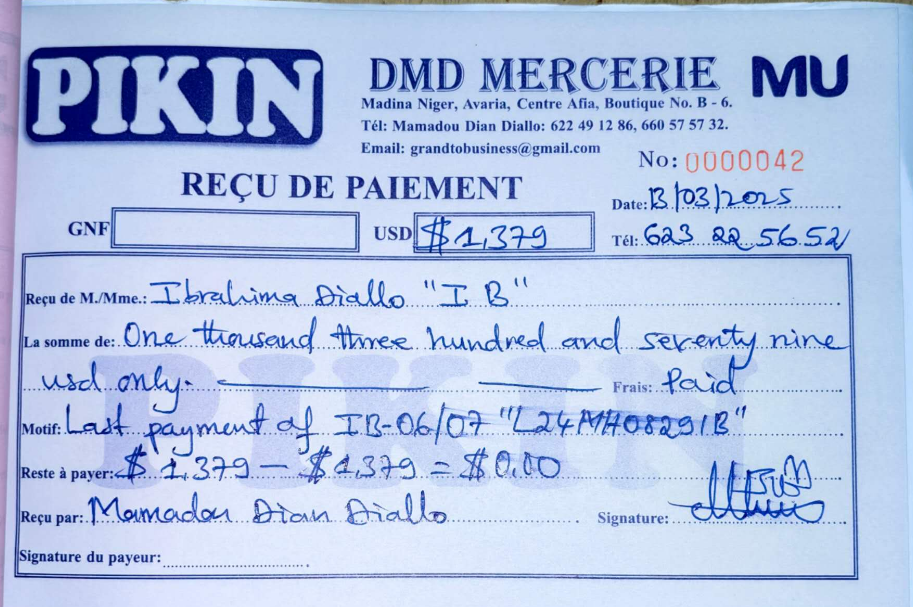 PIKIN
DMD MERCERIE MU
Madina Niger, Avaria, Centre Afia, Boutique No. B - 6.
Tél: Mamadou Dian Diallo: 622 49 12 86, 660 57 57 32.
Email: grandtobusiness@gmail.com
No: 0000042
REÇU DE PAIEMENT
Date: 13/03/2025
GNF USD $ 1,379
Tél: 623 22 56 52
Reçu de M./Mme.: Ibrahima Diallo "I B"
La somme de: One thousand three hundred and seventy nine
usd only. Frais: Paid
Motif: Last payment of IB-06/07 "L24MH08291B"
Reste à payer: $ 1,379 — $ 1,379 = $ 0.00
Reçu par: Mamadou Dian Diallo Signature:
Signature du payeur:
PIKIN